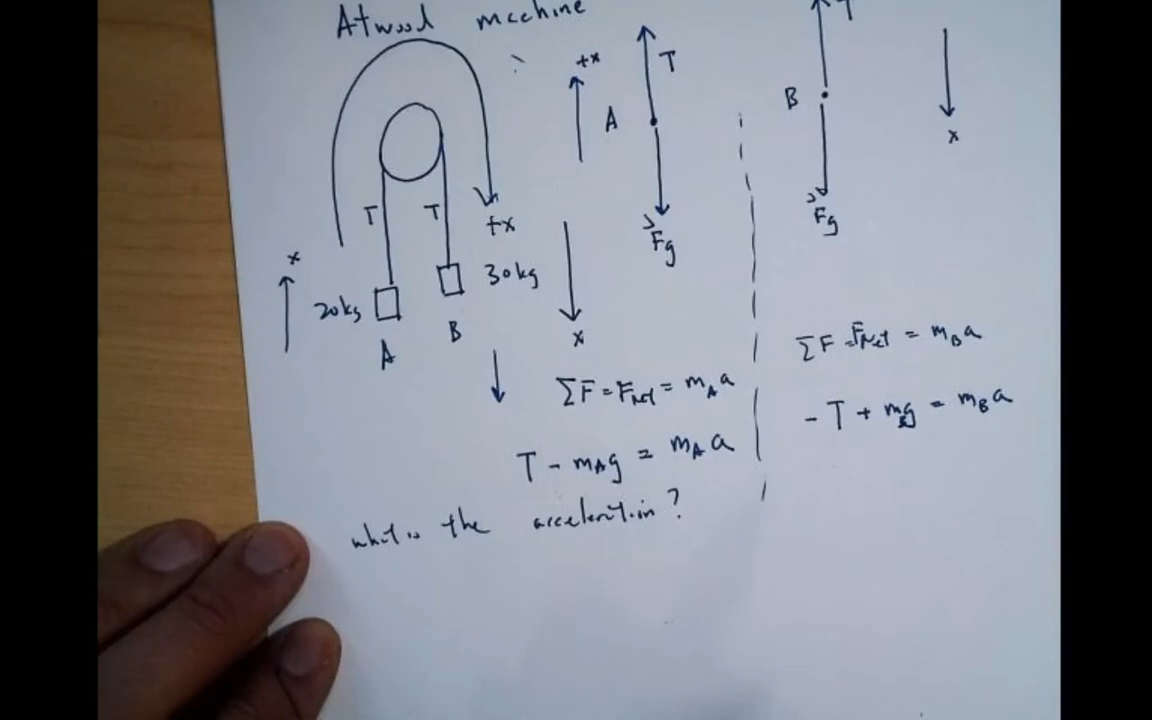 Atwood machine
+x
T
A
Fg
T
B
Fg
x
T T
+x
x
20kg
30kg
A
B
x
ΣF = FNet = mAa
T - mAg = mAa
ΣF = FNet = mBa
- T + mBg = mBa
what is the acceleration?